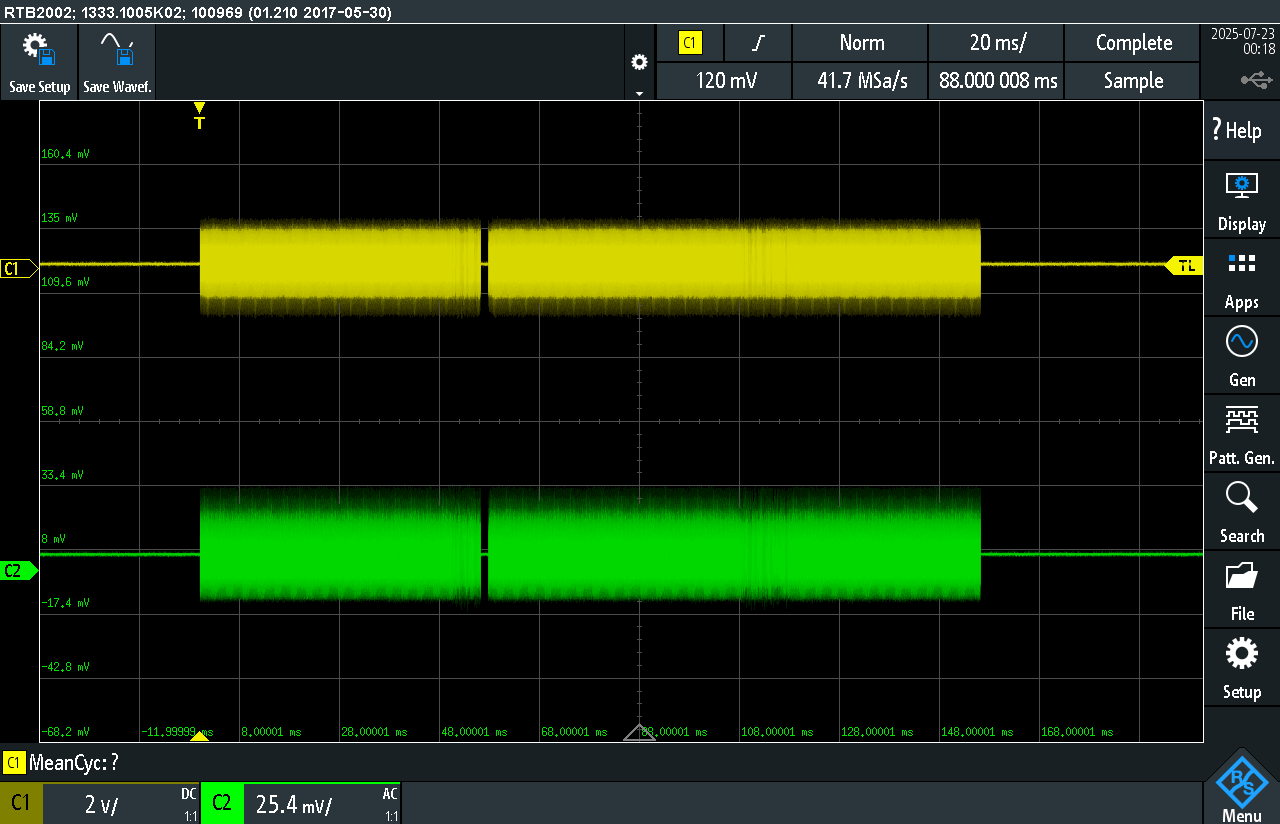 RTB2002; 1333.1005K02; 100969 (01.210 2017-05-30)
Save Setup
Save Wavef.
C1
Norm
20 ms/
Complete
120 mV
41.7 MSa/s
88.000 008 ms
Sample
2025-07-23
00:18
T
160,4 mV
135 mV
C1
TL
109,6 mV
84,2 mV
58,8 mV
33,4 mV
8 mV
C2
-17,4 mV
-42,8 mV
-68,2 mV
-11,99999 ms
8,00001 ms
28,00001 ms
48,00001 ms
68,00001 ms
88,00001 ms
108,00001 ms
128,00001 ms
148,00001 ms
168,00001 ms
? Help
Display
Apps
Gen
Patt. Gen.
Search
File
Setup
R&S
Menu
C1 MeanCyc: ?
C1
2 V/
DC
1:1
C2
25.4 mV/
AC
1:1